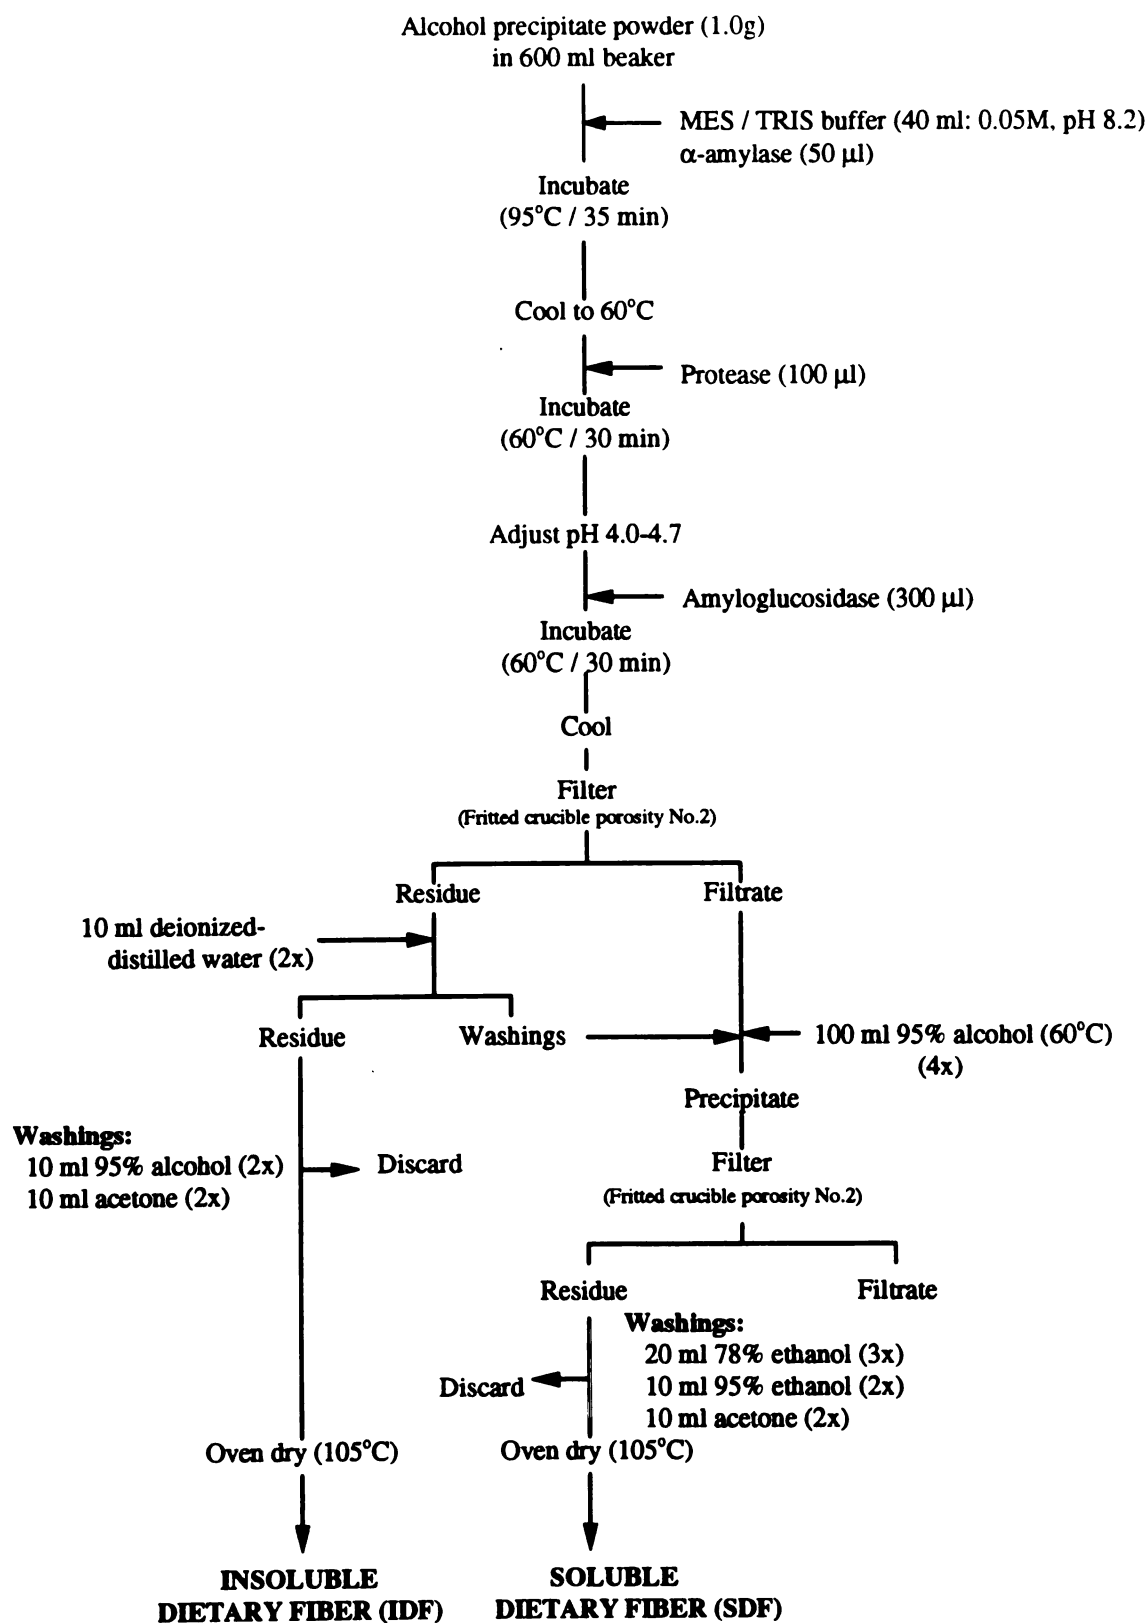 Alcohol precipitate powder (1.0g)
in 600 ml beaker
MES / TRIS buffer (40 ml: 0.05M, pH 8.2)
α-amylase (50 µl)
Incubate
(95°C / 35 min)
Cool to 60°C
Protease (100 µl)
Incubate
(60°C / 30 min)
Adjust pH 4.0-4.7
Amyloglucosidase (300 µl)
Incubate
(60°C / 30 min)
Cool
Filter
(Fritted crucible porosity No.2)
Residue
Filtrate
10 ml deionized-
distilled water (2x)
Residue
Washings
100 ml 95% alcohol (60°C)
(4x)
Precipitate
Washings:
10 ml 95% alcohol (2x)
10 ml acetone (2x)
Discard
Filter
(Fritted crucible porosity No.2)
Residue
Filtrate
Washings:
20 ml 78% ethanol (3x)
10 ml 95% ethanol (2x)
10 ml acetone (2x)
Discard
Oven dry (105°C)
Oven dry (105°C)
INSOLUBLE
DIETARY FIBER (IDF)
SOLUBLE
DIETARY FIBER (SDF)